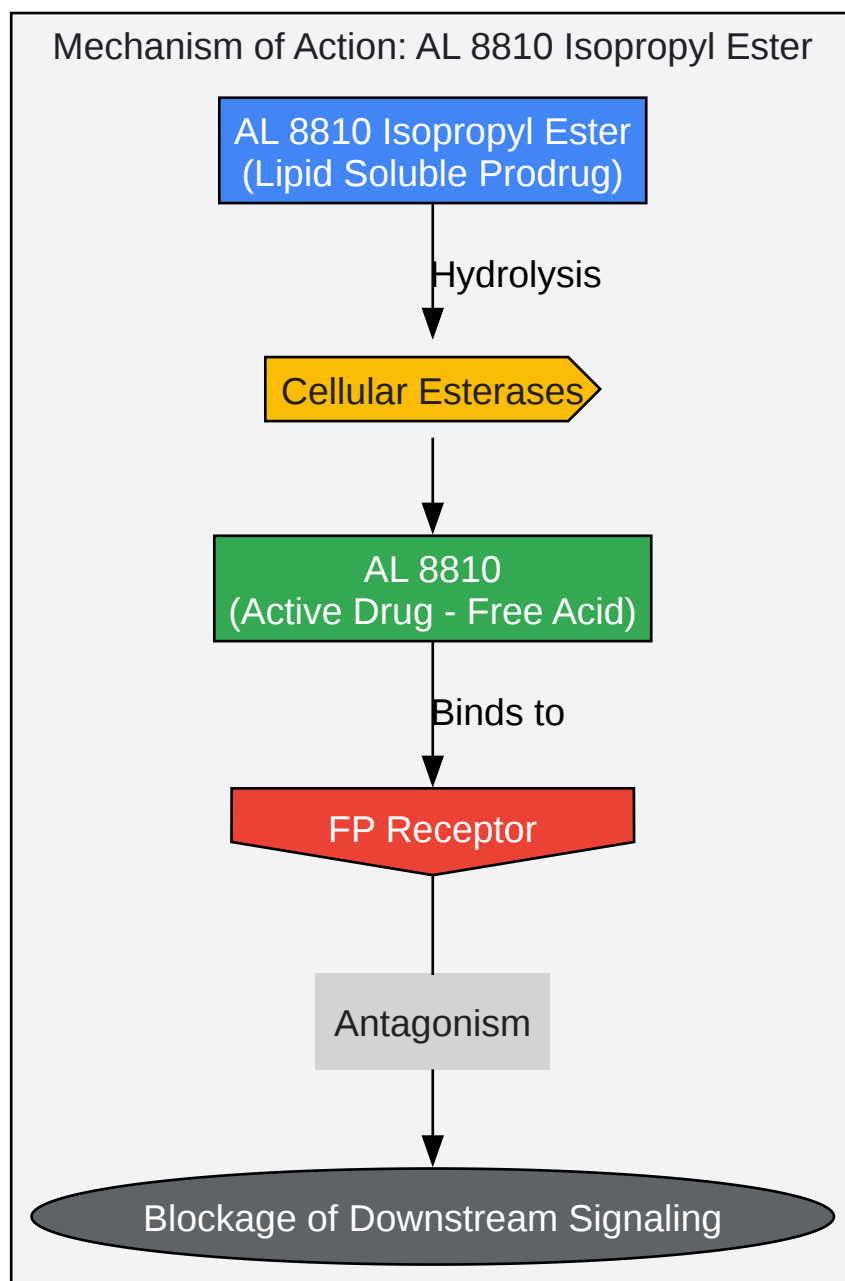 Mechanism of Action: AL 8810 Isopropyl Ester
AL 8810 Isopropyl Ester
(Lipid Soluble Prodrug)
Hydrolysis
Cellular Esterases
AL 8810
(Active Drug - Free Acid)
Binds to
FP Receptor
Antagonism
Blockage of Downstream Signaling